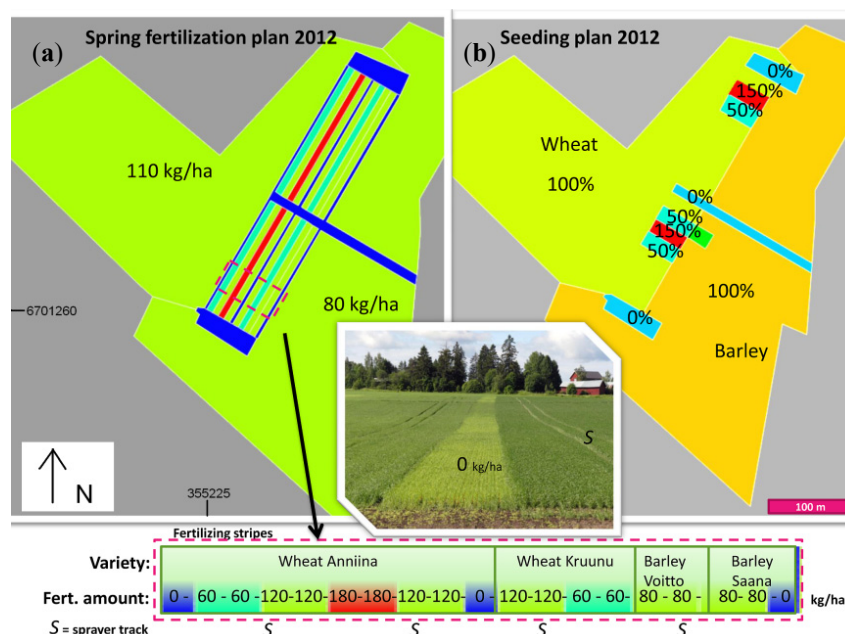 (a) Spring fertilization plan 2012
110 kg/ha
80 kg/ha
6701260
355225
N
(b) Seeding plan 2012
0%
150%
50%
Wheat
100%
0%
50%
150%
50%
100%
0%
Barley
S
0 kg/ha
100 m
Fertilizing stripes
Variety: Wheat Anniina Wheat Kruunu Barley Voitto Barley Saana
Fert. amount: 0 - 60 - 60 -120-120-180-180-120-120- 0 - 120-120- 60 - 60- 80 - 80 - 80- 80 - 0 kg/ha
S = sprayer track S S S S